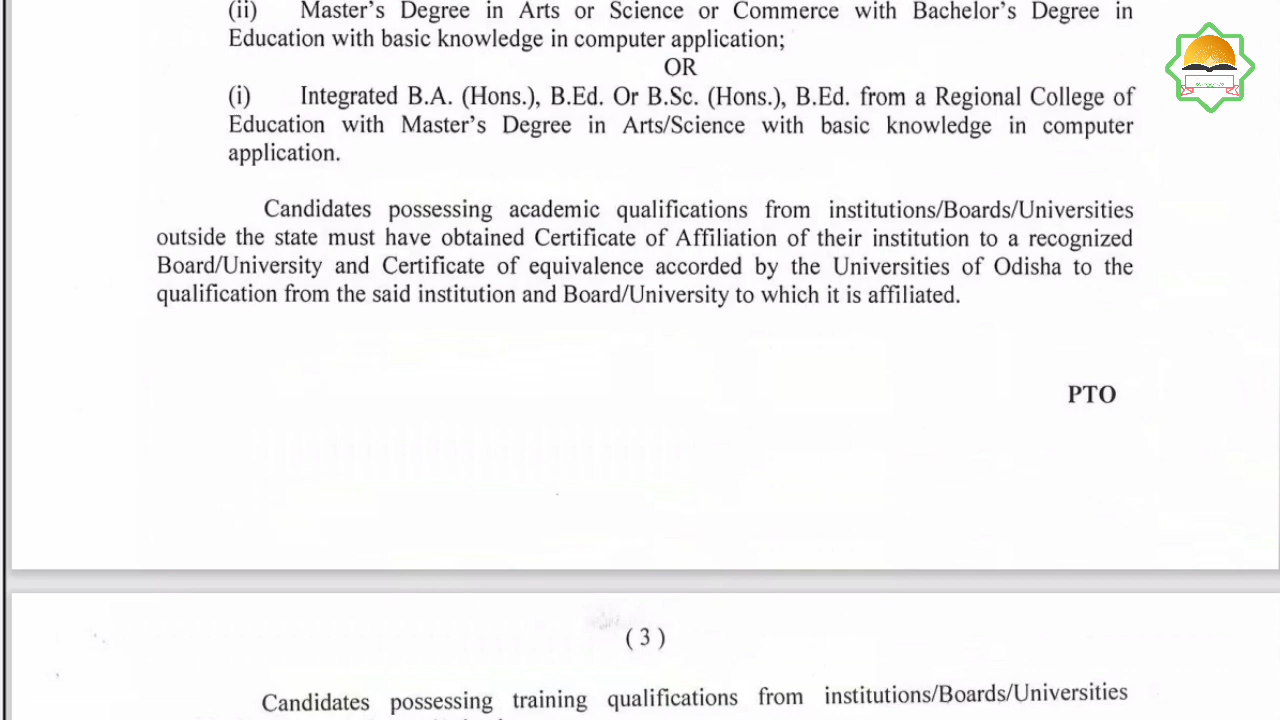 (ii) Master's Degree in Arts or Science or Commerce with Bachelor's Degree in
Education with basic knowledge in computer application;
OR
(i) Integrated B.A. (Hons.), B.Ed. Or B.Sc. (Hons.), B.Ed. from a Regional College of
Education with Master's Degree in Arts/Science with basic knowledge in computer
application.
Candidates possessing academic qualifications from institutions/Boards/Universities
outside the state must have obtained Certificate of Affiliation of their institution to a recognized
Board/University and Certificate of equivalence accorded by the Universities of Odisha to the
qualification from the said institution and Board/University to which it is affiliated.
PTO
( 3 )
Candidates possessing training qualifications from institutions/Boards/Universities